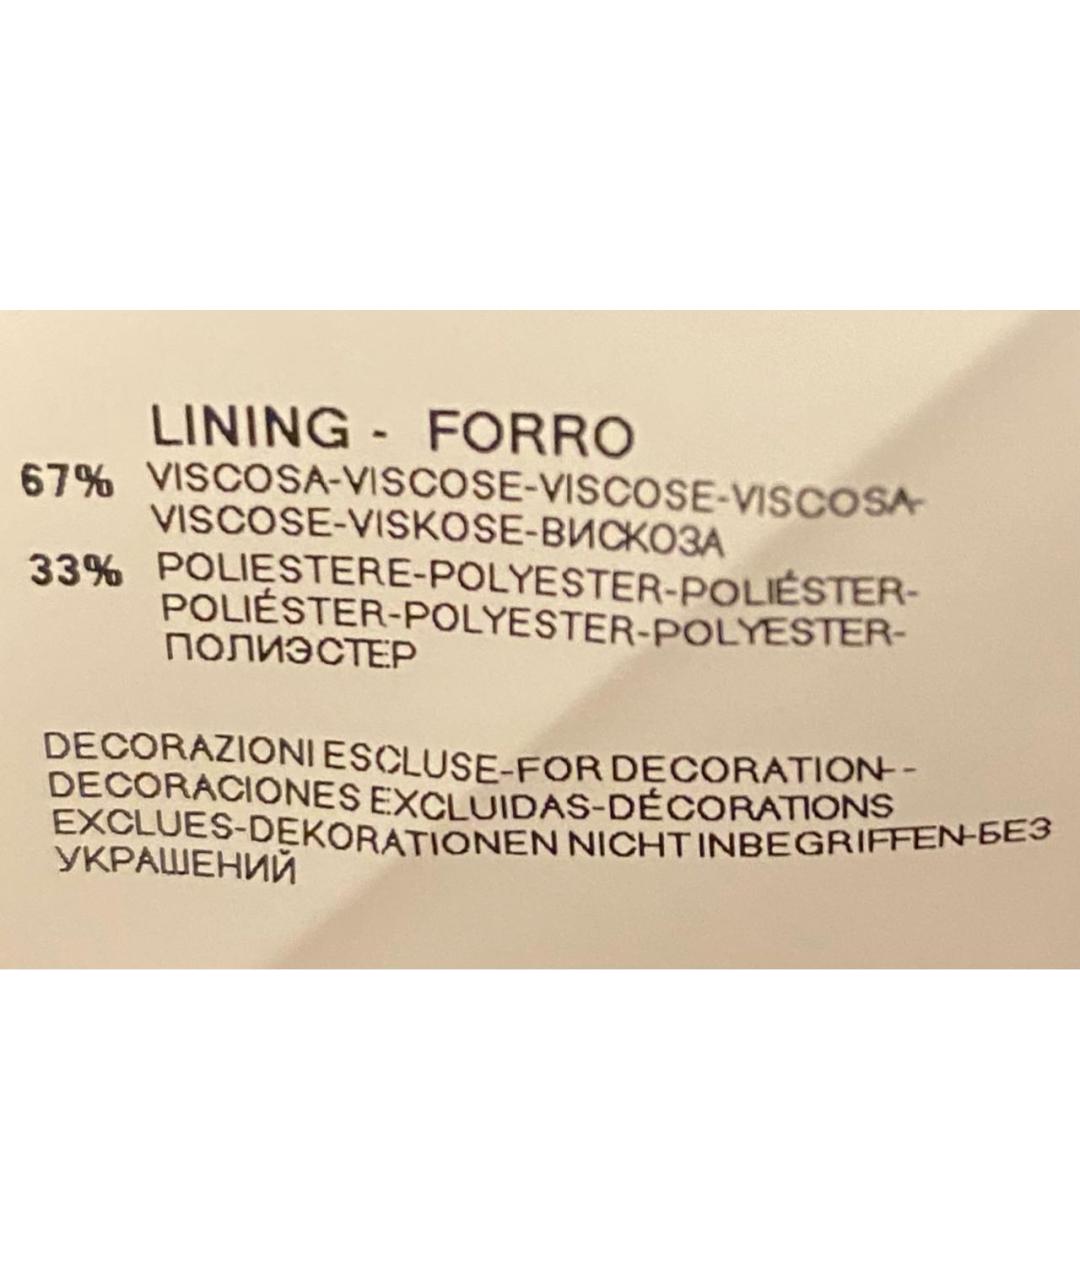 LINING - FORRO
67% VISCOSA-VISCOSE-VISCOSE-VISCOSA-
VISCOSE-VISKOSE-ВИСКОЗА
33% POLIESTERE-POLYESTER-POLIÉSTER-
POLIÉSTER-POLYESTER-POLYESTER-
ПОЛИЭСТЕР
DECORAZIONI ESCLUSE-FOR DECORATION--
DECORACIONES EXCLUIDAS-DÉCORATIONS
EXCLUES-DEKORATIONEN NICHT INBEGRIFFEN-БЕЗ
УКРАШЕНИЙ